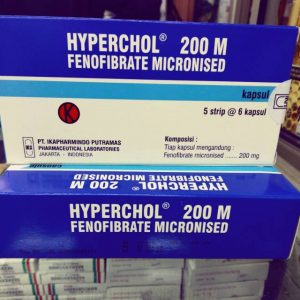 HYPERCHOL® 200 M
FENOFIBRATE MICRONISED
kapsul
5 strip @ 6 kapsul
K
PT. IKAPHARMINDO PUTRAMAS
PHARMACEUTICAL LABORATORIES
JAKARTA - INDONESIA
Komposisi :
Tiap kapsul mengandung :
Fenofibrate micronised ........ 200 mg
capsule
HYPERCHOL® 200 M
FENOFIBRATE MICRONISED
HYPERCHOL® 200 M
FENOFIBRATE MICRONISED